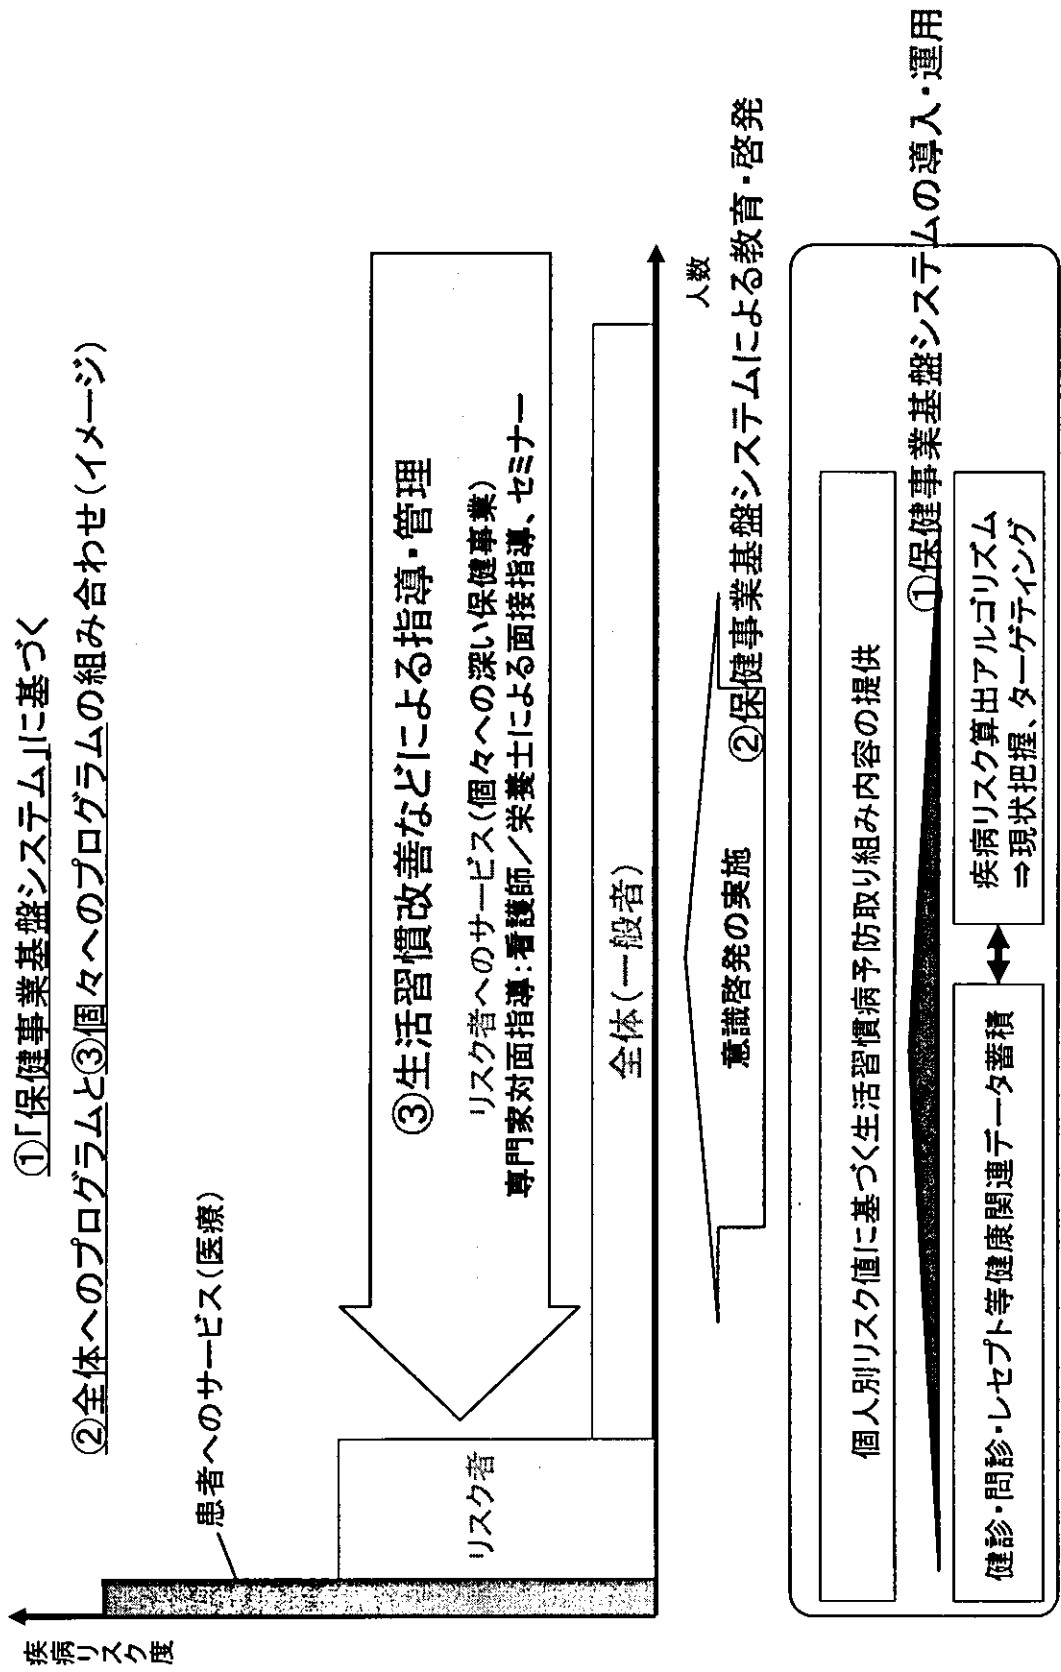 ①「保健事業基盤システム」に基づく
②全体へのプログラムと③個々へのプログラムの組み合わせ(イメージ)
疾病リスク度
患者へのサービス(医療)
リスク者
③生活習慣改善などによる指導・管理
リスク者へのサービス(個々への深い保健事業)
専門家対面指導:看護師/栄養士による面接指導、セミナー
全体(一般者)
人数
意識啓発の実施
②保健事業基盤システムによる教育・啓発
個人別リスク値に基づく生活習慣病予防取り組み内容の提供
①保健事業基盤システムの導入・運用
健診・問診・レセプト等健康関連データ蓄積
疾病リスク算出アルゴリズム
⇒現状把握、ターゲティング